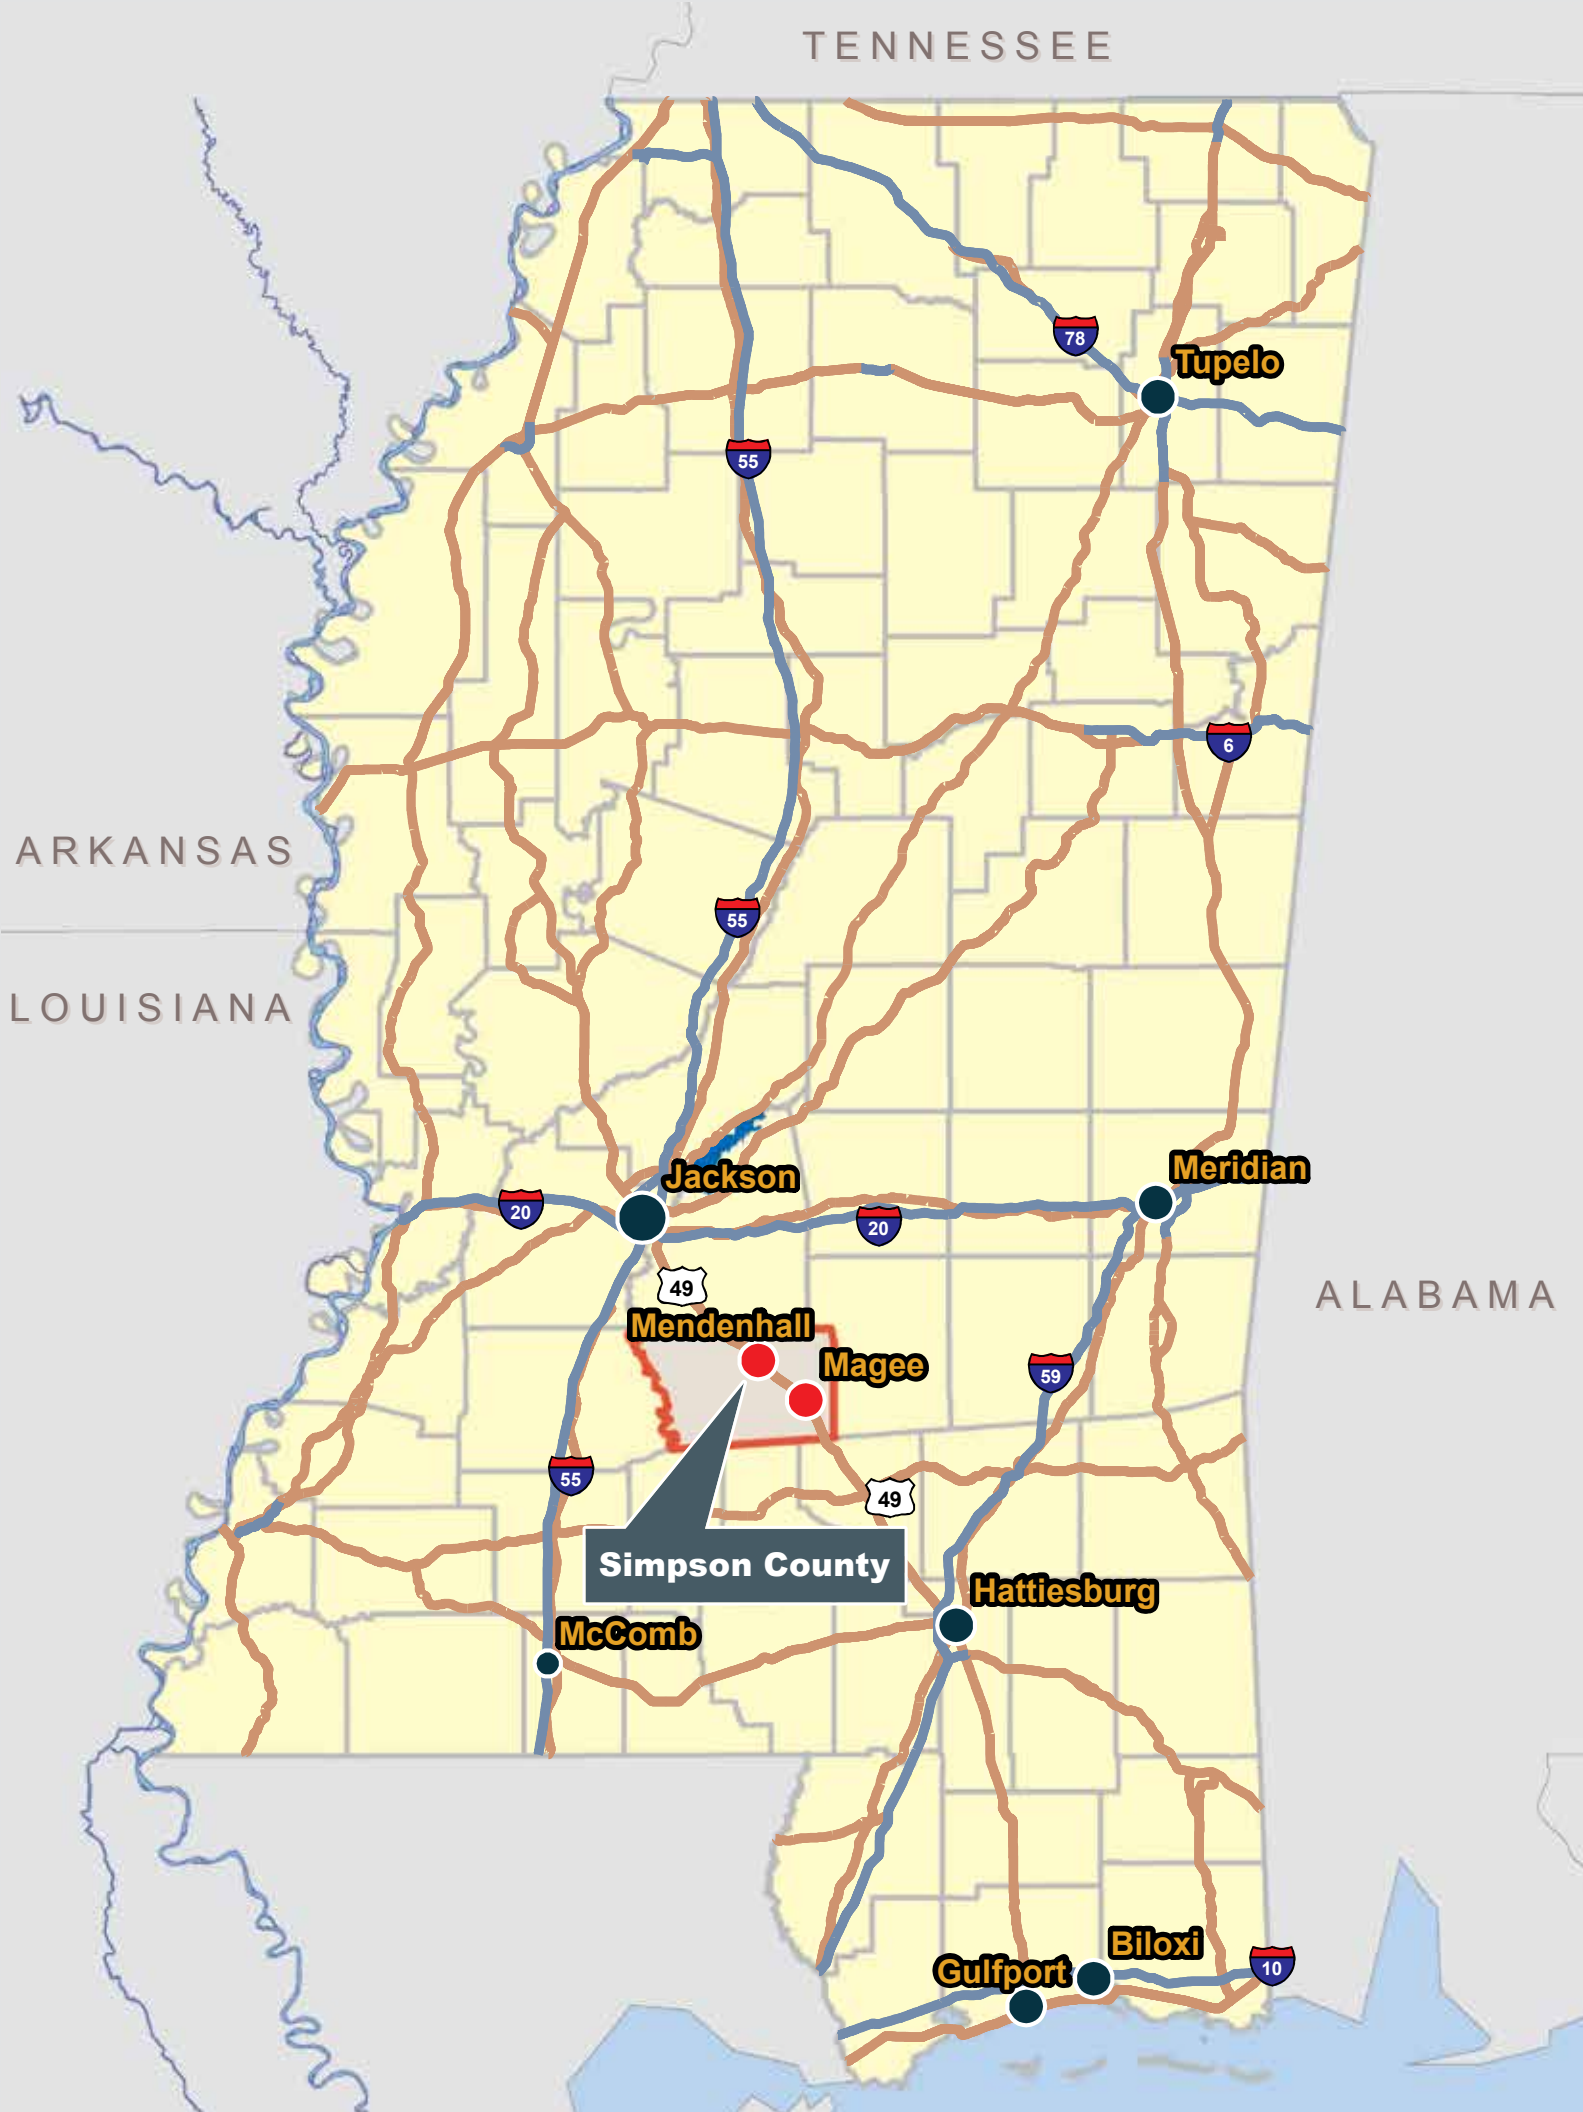 TENNESSEE
78
Tupelo
55
6
ARKANSAS
55
LOUISIANA
Jackson
Meridian
20
20
49
ALABAMA
Mendenhall
Magee
59
55
49
Simpson County
Hattiesburg
McComb
Biloxi
Gulfport
10